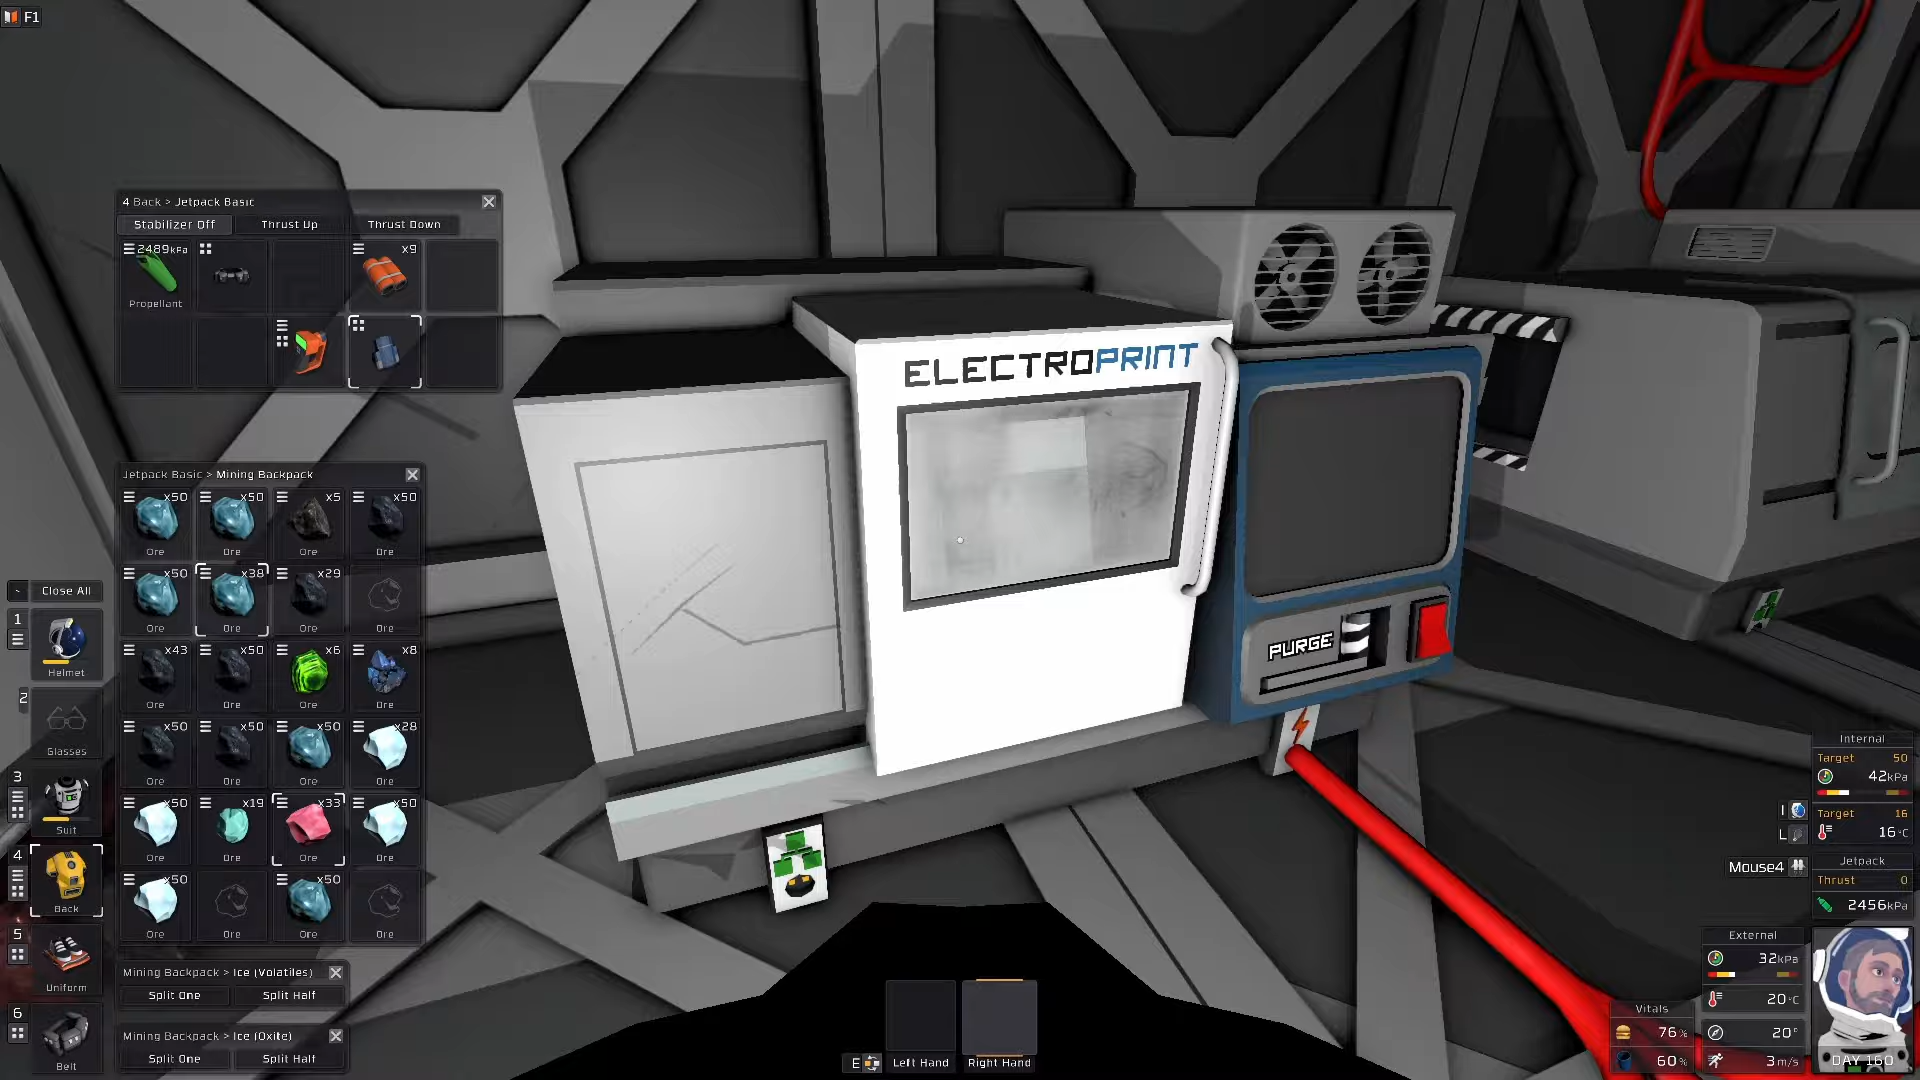 F1
4 Back > Jetpack Basic
Stabilizer Off Thrust Up Thrust Down
2489kPa x9
Propellant
ELECTROPRINT
PURGE
Jetpack Basic > Mining Backpack
x50 x50 x5 x50
Ore Ore Ore Ore
x50 x38 x29
Ore Ore Ore Ore
x43 x50 x6 x8
Ore Ore Ore Ore
x50 x50 x50 x28
Ore Ore Ore Ore
x50 x19 x33 x50
Ore Ore Ore Ore
x50 x50
Ore Ore Ore Ore
Mining Backpack > Ice (Volatiles)
Split One Split Half
Mining Backpack > Ice (Oxite)
Split One Split Half
~ Close All
1 Helmet
2 Glasses
3 Suit
4 Back
5 Uniform
6 Belt
E Left Hand Right Hand
Internal
Target 50
42kPa
Target 16
16°C
I
L
Mouse4
Jetpack
Thrust 0
2456kPa
External
32kPa
20°C
20°
3m/s
Vitals
76%
60%
DAY 160